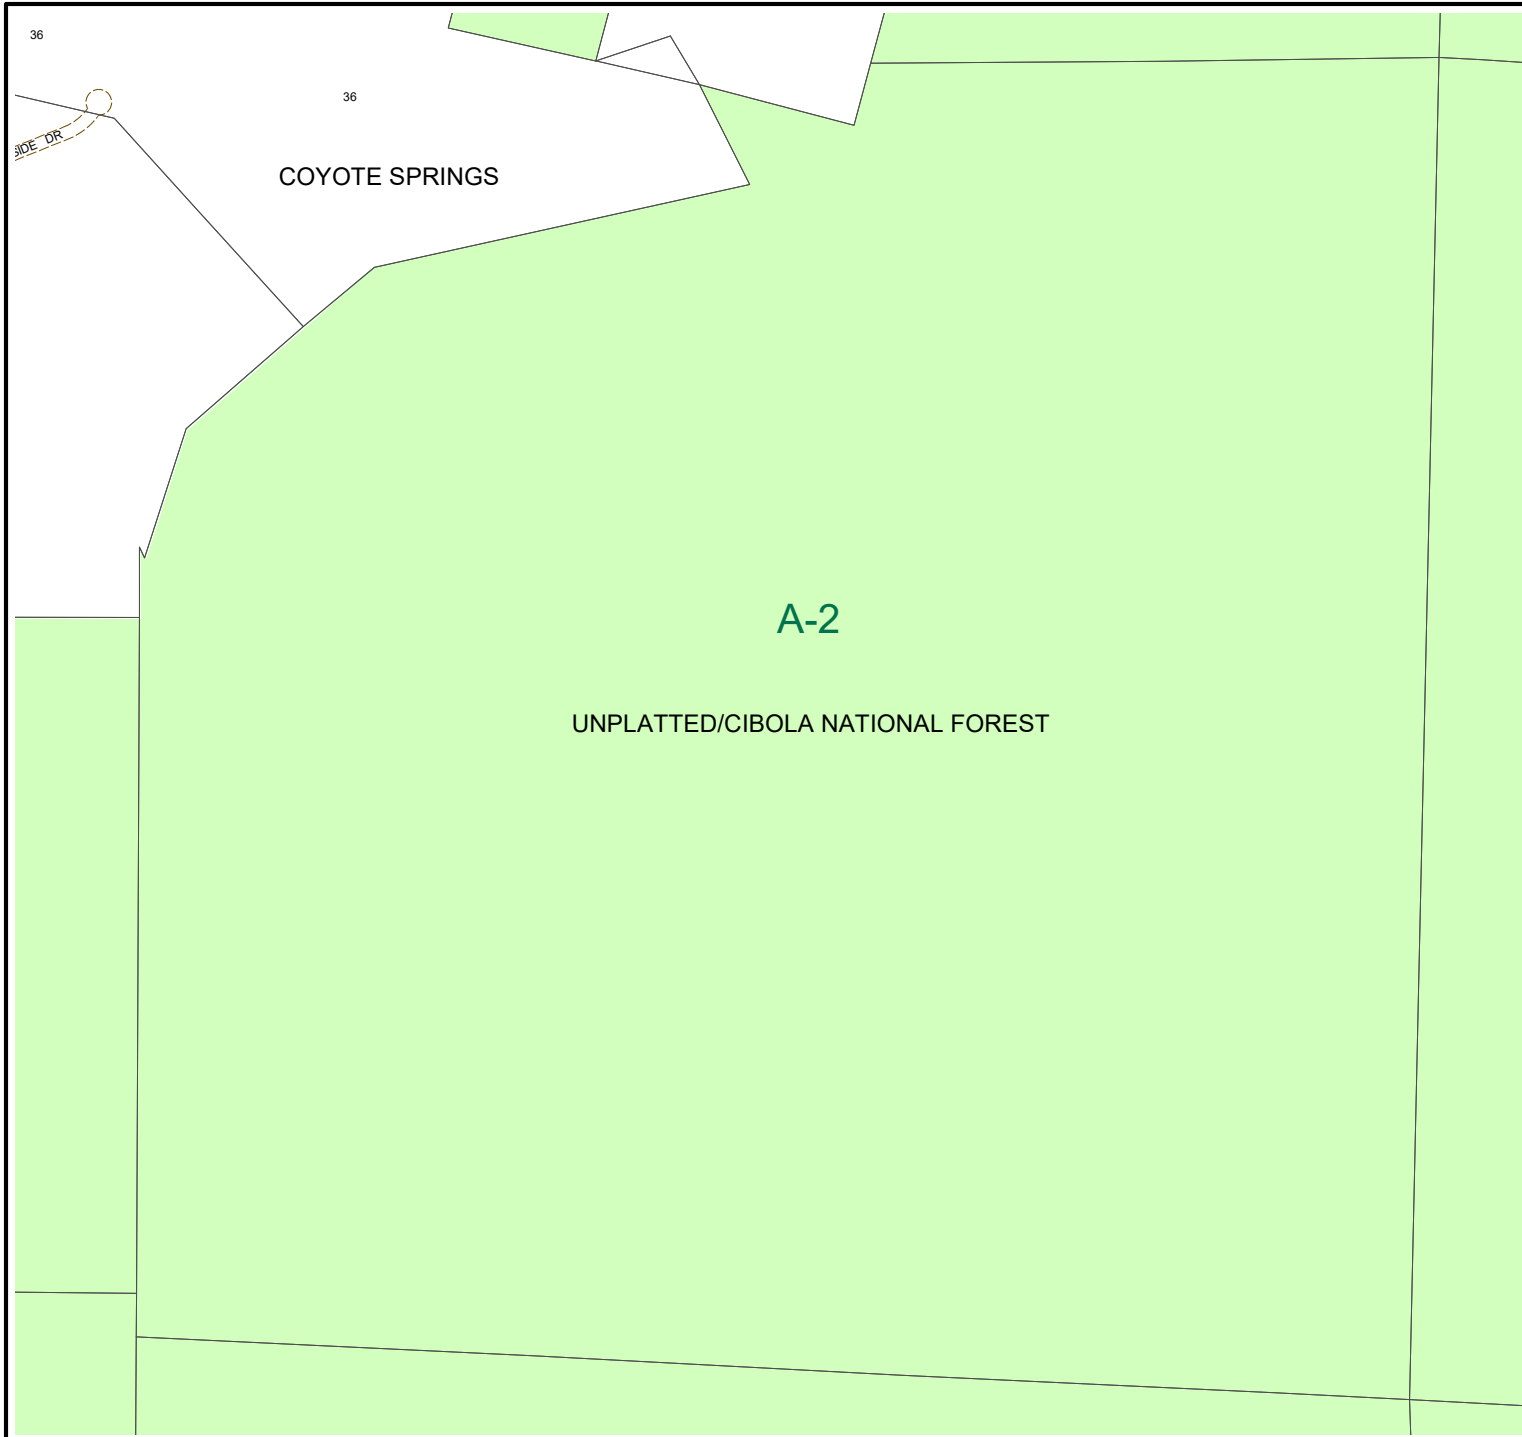 36
36
SIDE DR
COYOTE SPRINGS
A-2
UNPLATTED/CIBOLA NATIONAL FOREST